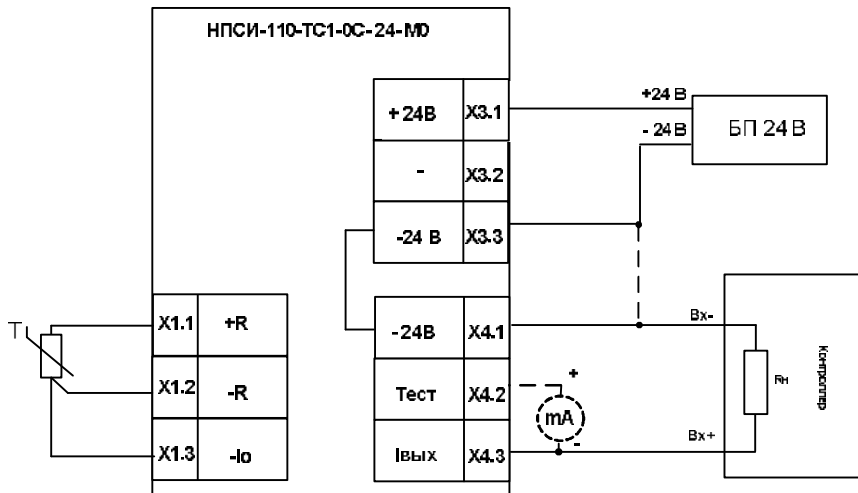 НПСИ-110-ТС1-0С-24-М0
+ 24В X3.1
- X3.2
-24 В X3.3
+24 В
- 24 В
БП 24 В
T
X1.1 +R
X1.2 -R
X1.3 -Io
- 24В X4.1
Тест X4.2
Iвых X4.3
+
mA
-
Вх-
Вх+
Rн
Контроллер